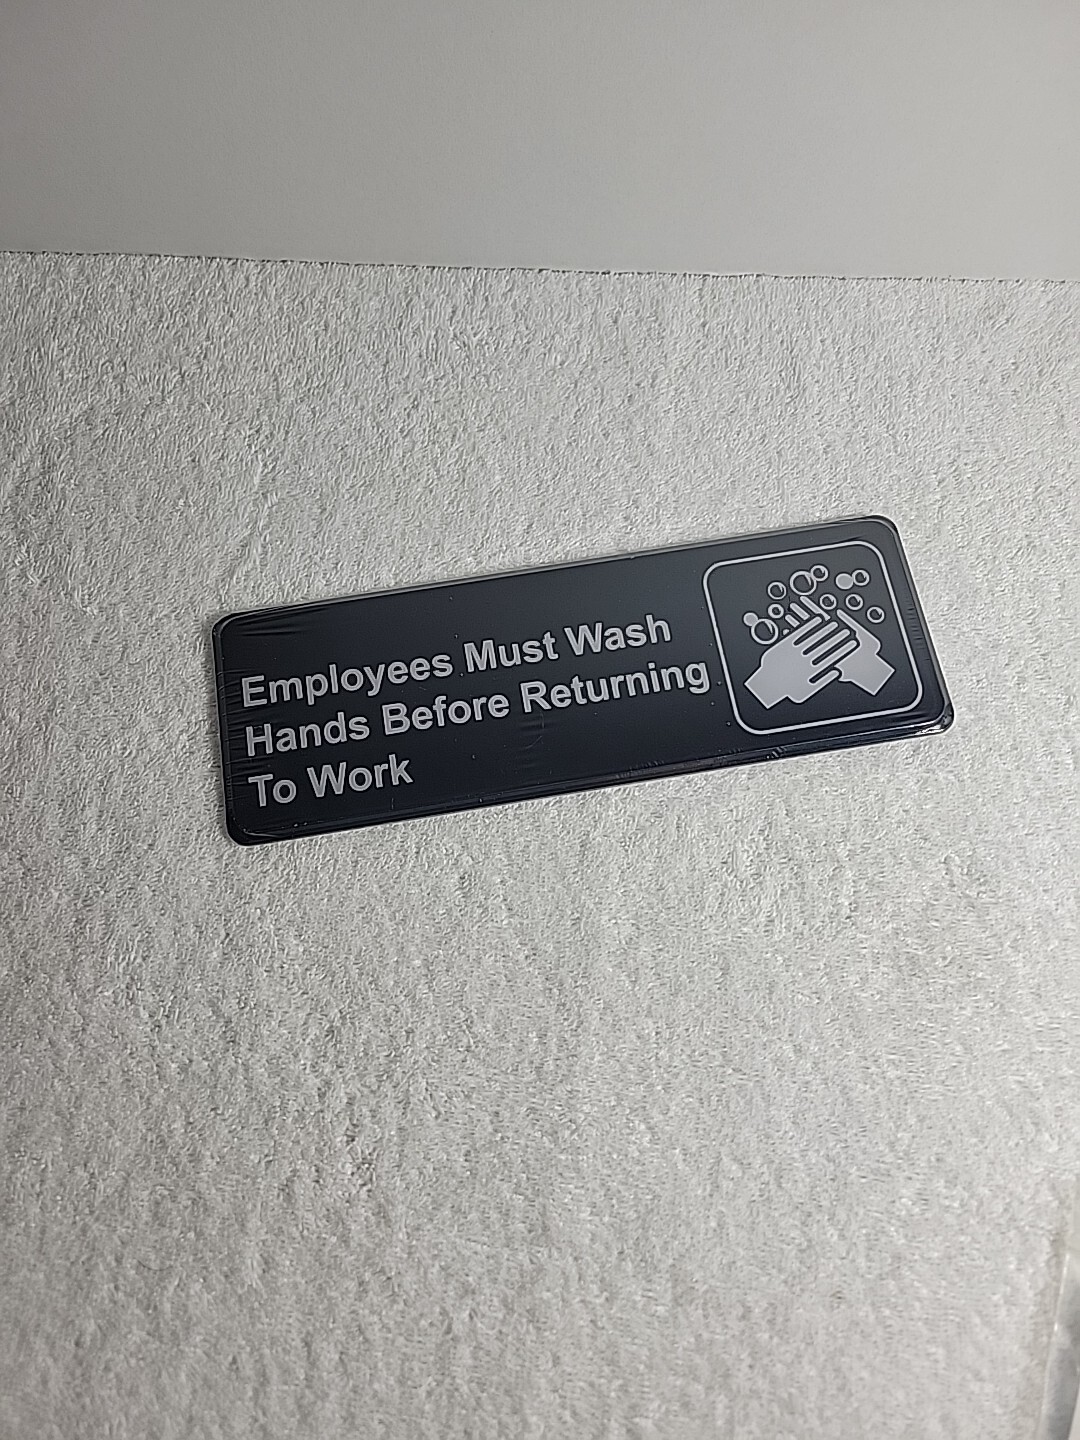 Employees Must Wash
Hands Before Returning
To Work